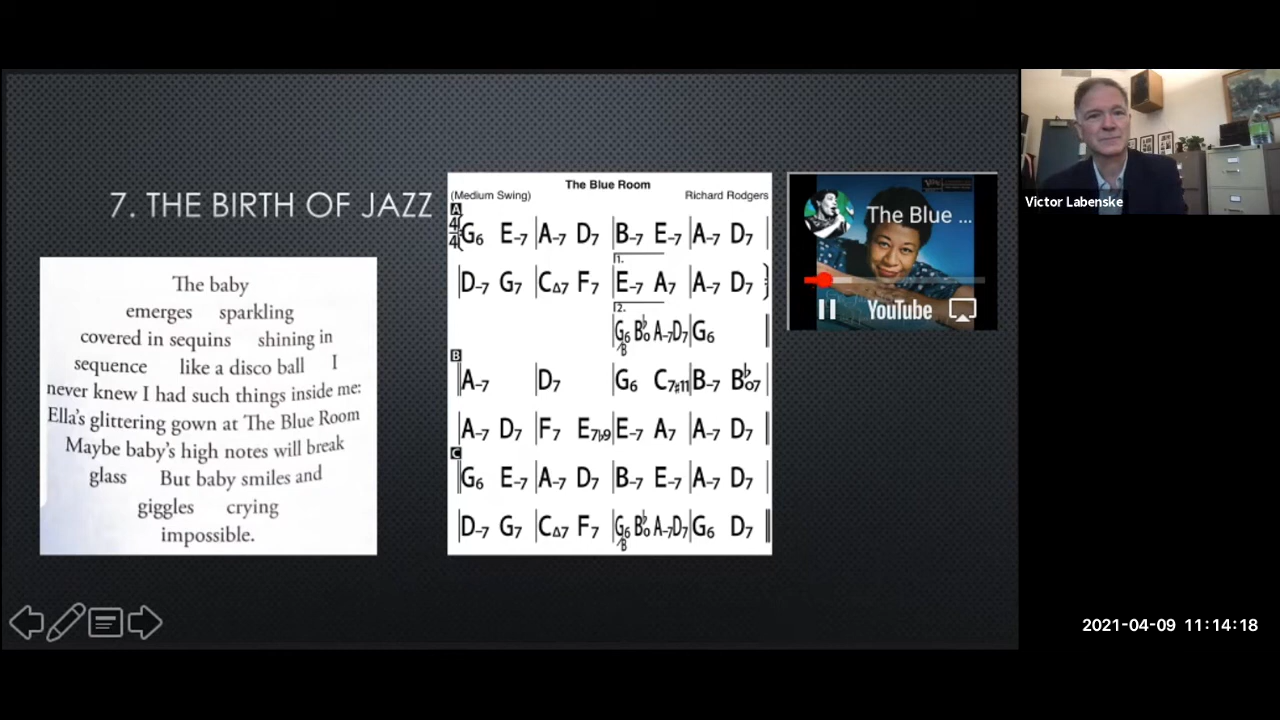 7. THE BIRTH OF JAZZ
The baby
emerges sparkling
covered in sequins shining in
sequence like a disco ball I
never knew I had such things inside me:
Ella's glittering gown at The Blue Room
Maybe baby's high notes will break
glass But baby smiles and
giggles crying
impossible.
The Blue Room
(Medium Swing) Richard Rodgers
A
4/4 G6 E-7 | A-7 D7 | B-7 E-7 | A-7 D7 |
1.
| D-7 G7 | CΔ7 F7 | E-7 A7 | A-7 D7
2.
| G6/B B♭o A-7 D7 | G6 ||
B
| A-7 | D7 | G6 C7♯11 | B-7 B♭o7 |
| A-7 D7 | F7 E7♭9 | E-7 A7 | A-7 D7 ||
C
| G6 E-7 | A-7 D7 | B-7 E-7 | A-7 D7 |
| D-7 G7 | CΔ7 F7 | G6/B B♭o A-7 D7 | G6 D7 ||
The Blue ...
YouTube
Victor Labenske
2021-04-09 11:14:18